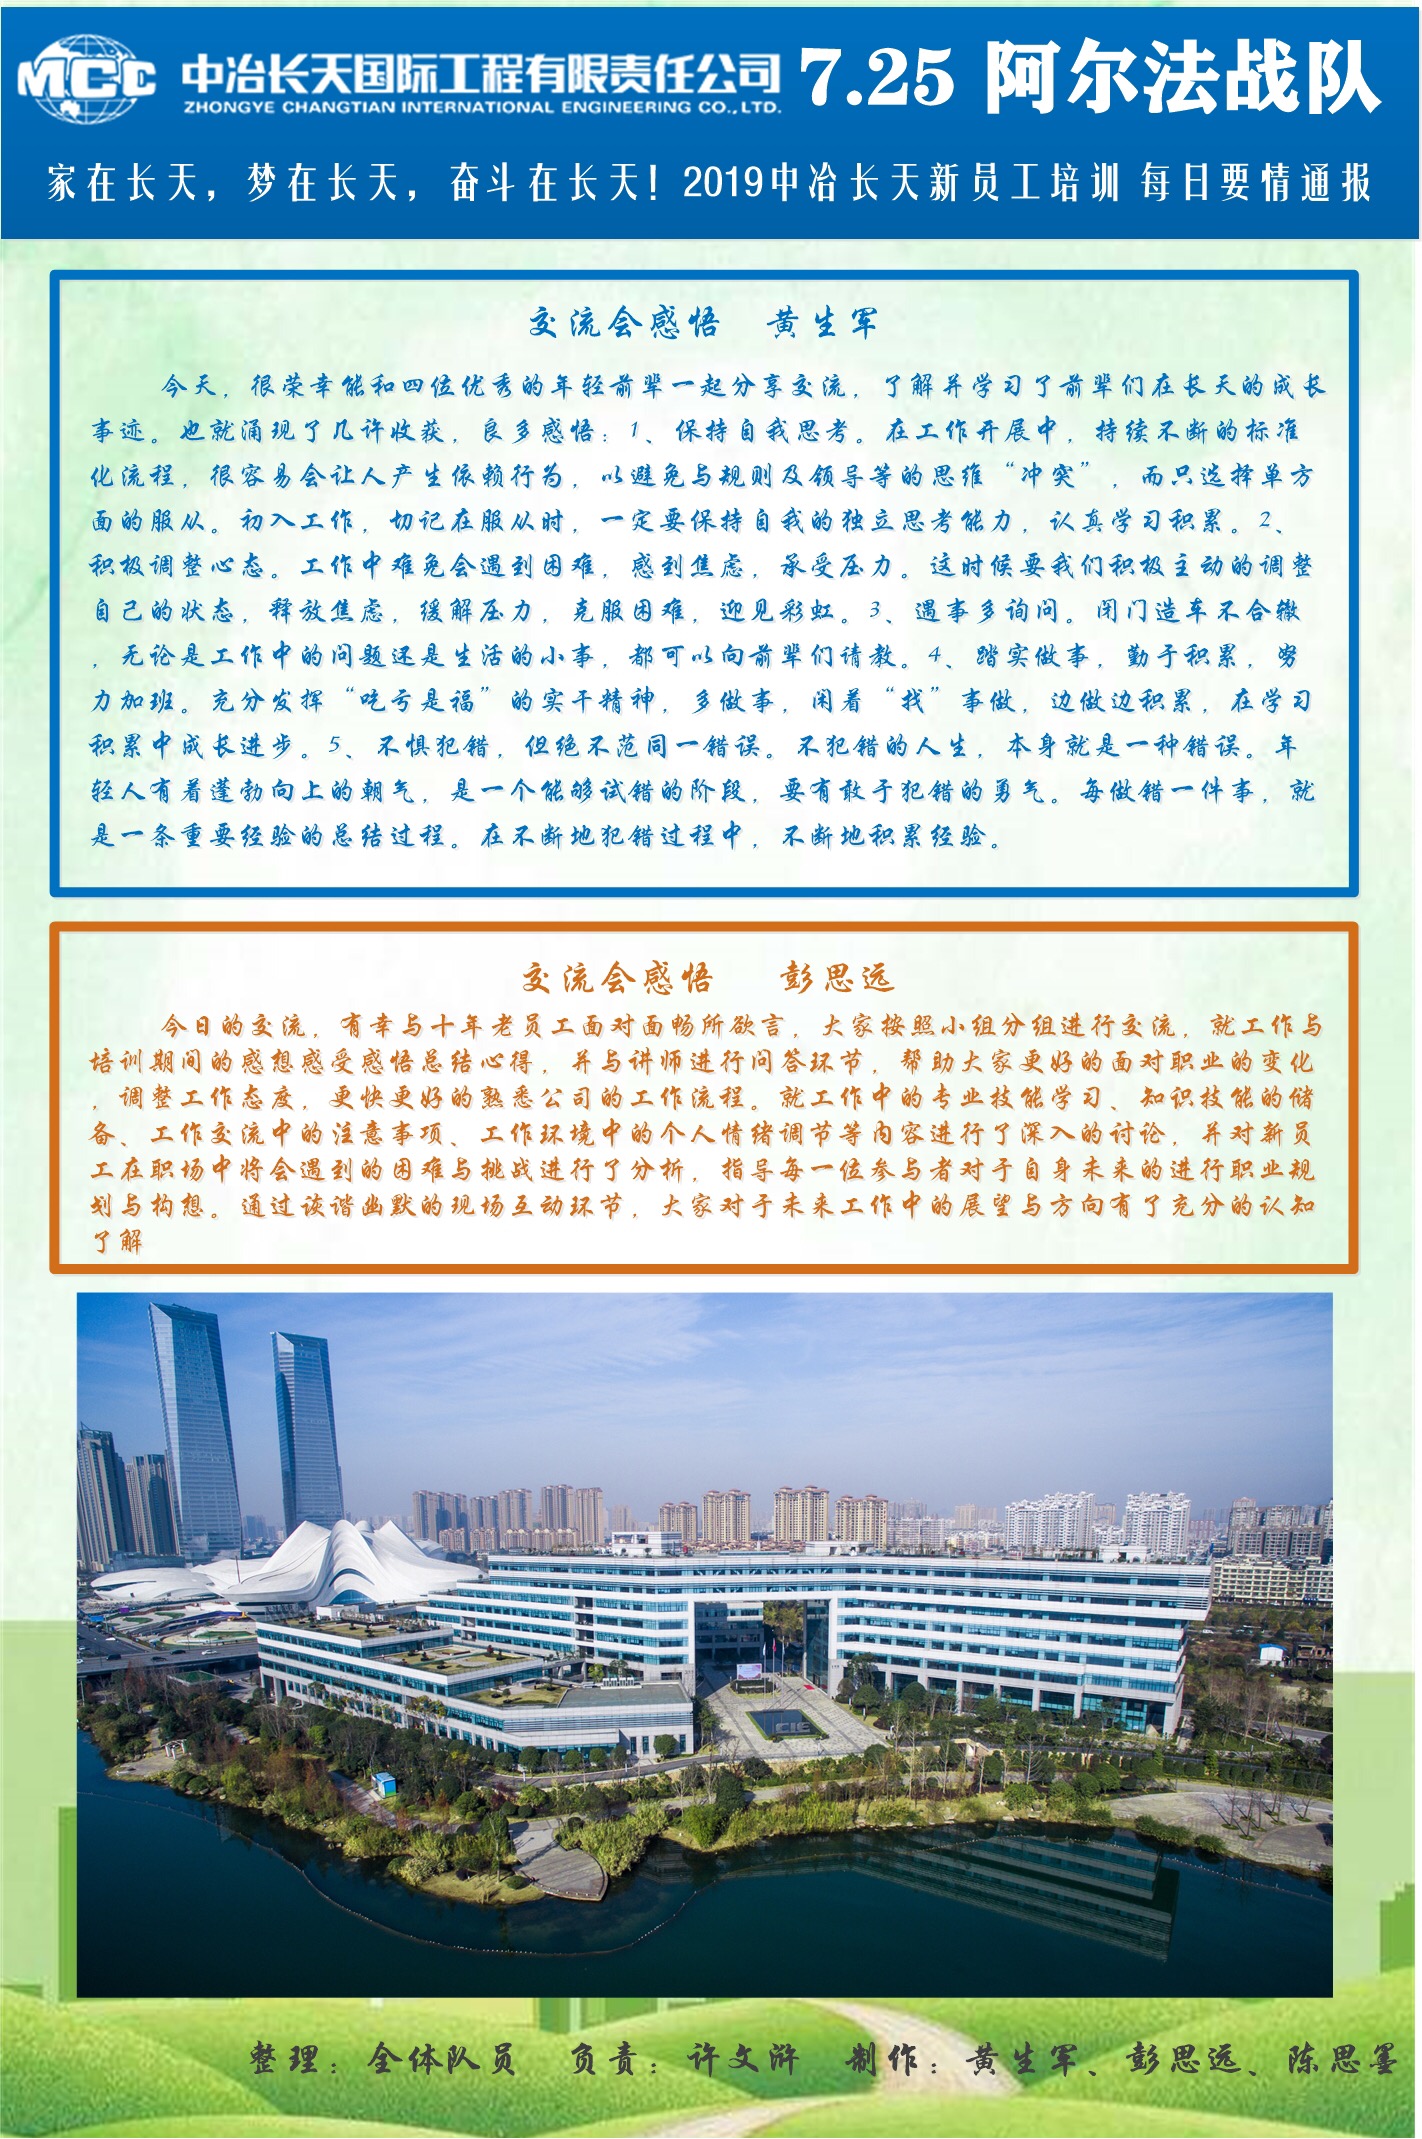 MCC 中冶长天国际工程有限责任公司 7.25 阿尔法战队
ZHONGYE CHANGTIAN INTERNATIONAL ENGINEERING CO.,LTD.
家在长天，梦在长天，奋斗在长天！2019中冶长天新员工培训 每日要情通报
交流会感悟 黄生军
今天，很荣幸能和四位优秀的年轻前辈一起分享交流，了解并学习了前辈们在长天的成长
事迹。也就涌现了几许收获，良多感悟：1、保持自我思考。在工作开展中，持续不断的标准
化流程，很容易会让人产生依赖行为，以避免与规则及领导等的思维“冲突”，而只选择单方
面的服从。初入工作，切记在服从时，一定要保持自我的独立思考能力，认真学习积累。2、
积极调整心态。工作中难免会遇到困难，感到焦虑，承受压力。这时候要我们积极主动的调整
自己的状态，释放焦虑，缓解压力，克服困难，迎见彩虹。3、遇事多询问。闭门造车不合辙
，无论是工作中的问题还是生活的小事，都可以向前辈们请教。4、踏实做事，勤于积累，努
力加班。充分发挥“吃亏是福”的实干精神，多做事，闲着“找”事做，边做边积累，在学习
积累中成长进步。5、不惧犯错，但绝不范同一错误。不犯错的人生，本身就是一种错误。年
轻人有着蓬勃向上的朝气，是一个能够试错的阶段，要有敢于犯错的勇气。每做错一件事，就
是一条重要经验的总结过程。在不断地犯错过程中，不断地积累经验。
交流会感悟 彭思远
今日的交流，有幸与十年老员工面对面畅所欲言，大家按照小组分组进行交流，就工作与
培训期间的感想感受感悟总结心得，并与讲师进行问答环节，帮助大家更好的面对职业的变化
，调整工作态度，更快更好的熟悉公司的工作流程。就工作中的专业技能学习、知识技能的储
备、工作交流中的注意事项、工作环境中的个人情绪调节等内容进行了深入的讨论，并对新员
工在职场中将会遇到的困难与挑战进行了分析，指导每一位参与者对于自身未来的进行职业规
划与构想。通过诙谐幽默的现场互动环节，大家对于未来工作中的展望与方向有了充分的认知
了解
CIE
整理：全体队员 负责：许文浒 制作：黄生军、彭思远、陈思墨